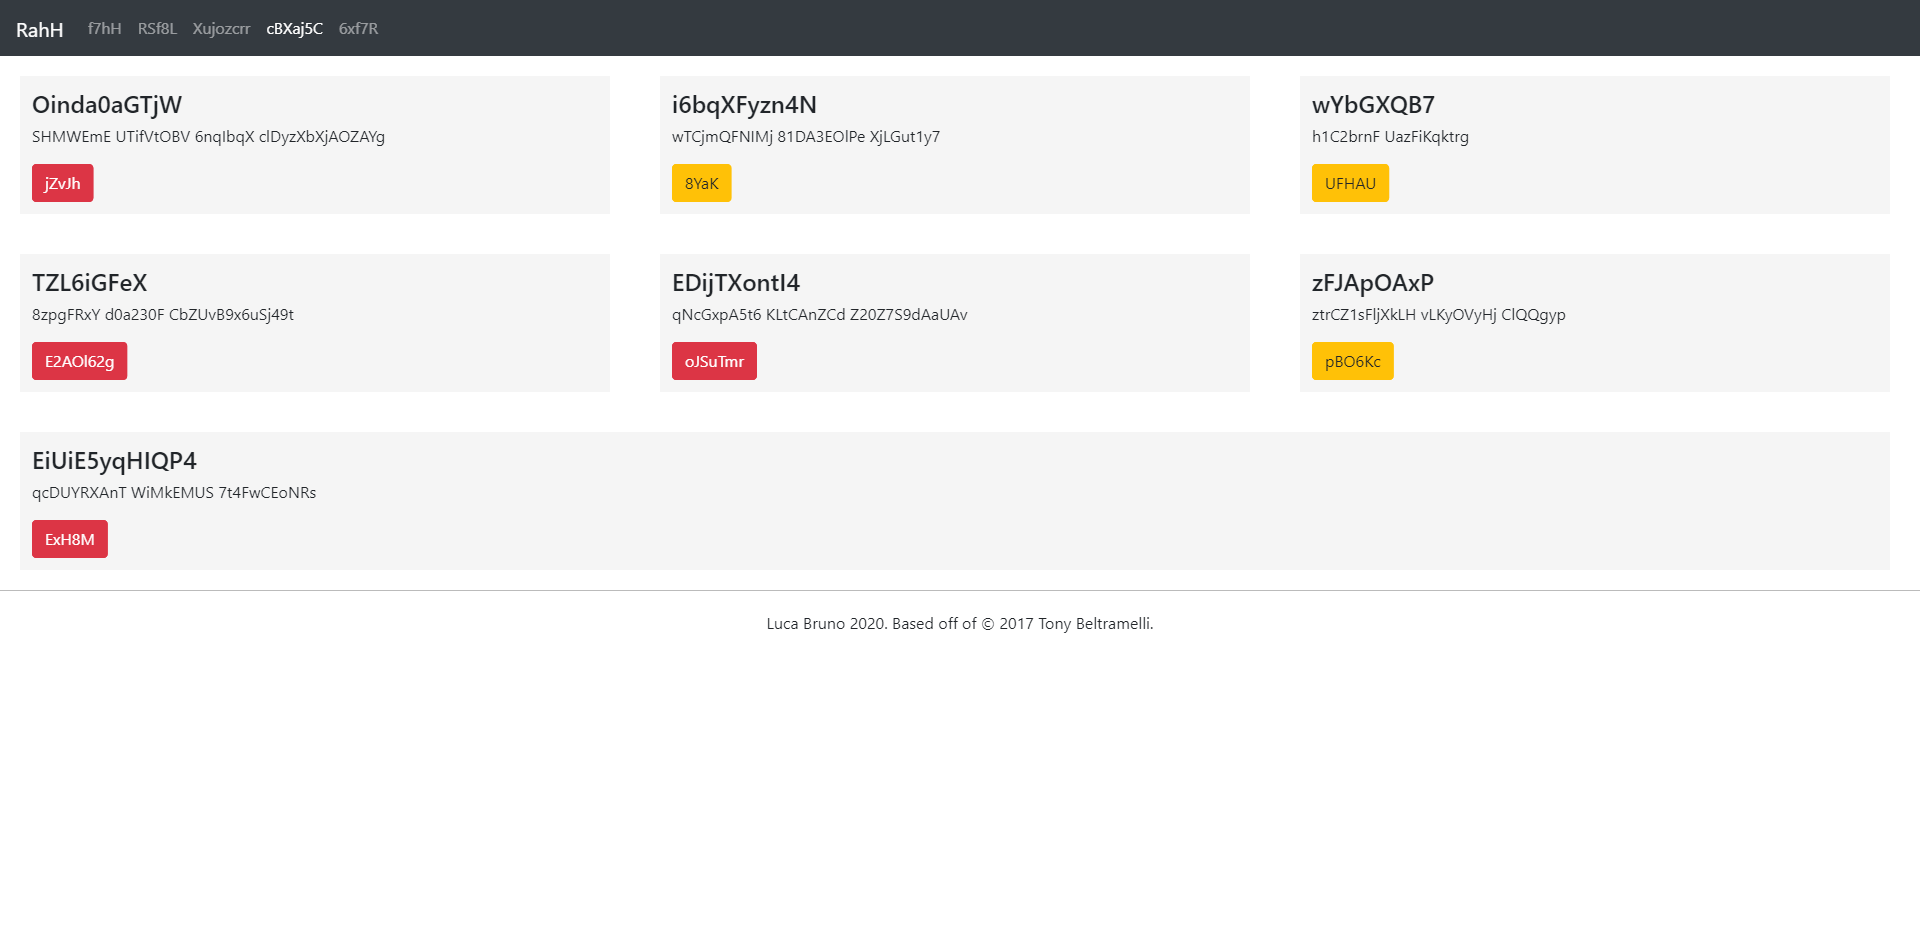 RahH f7hH RSf8L Xujozcrr cBXaj5C 6xf7R
Oinda0aGTjW
SHMWEmE UTifVtOBV 6nqIbqX clDyzXbXjAOZAYg
jZvJh
i6bqXFyzn4N
wTCjmQFNIMj 81DA3EOlPe XjLGut1y7
8YaK
wYbGXQB7
h1C2brnF UazFiKqktrg
UFHAU
TZL6iGFeX
8zpgFRxY d0a230F CbZUvB9x6uSj49t
E2AOl62g
EDijTXontI4
qNcGxpA5t6 KLtCAnZCd Z20Z7S9dAaUAv
oJSuTmr
zFJApOAxP
ztrCZ1sFljXkLH vLKyOVyHj ClQQgyp
pBO6Kc
EiUiE5yqHIQP4
qcDUYRXAnT WiMkEMUS 7t4FwCEoNRs
ExH8M
Luca Bruno 2020. Based off of © 2017 Tony Beltramelli.